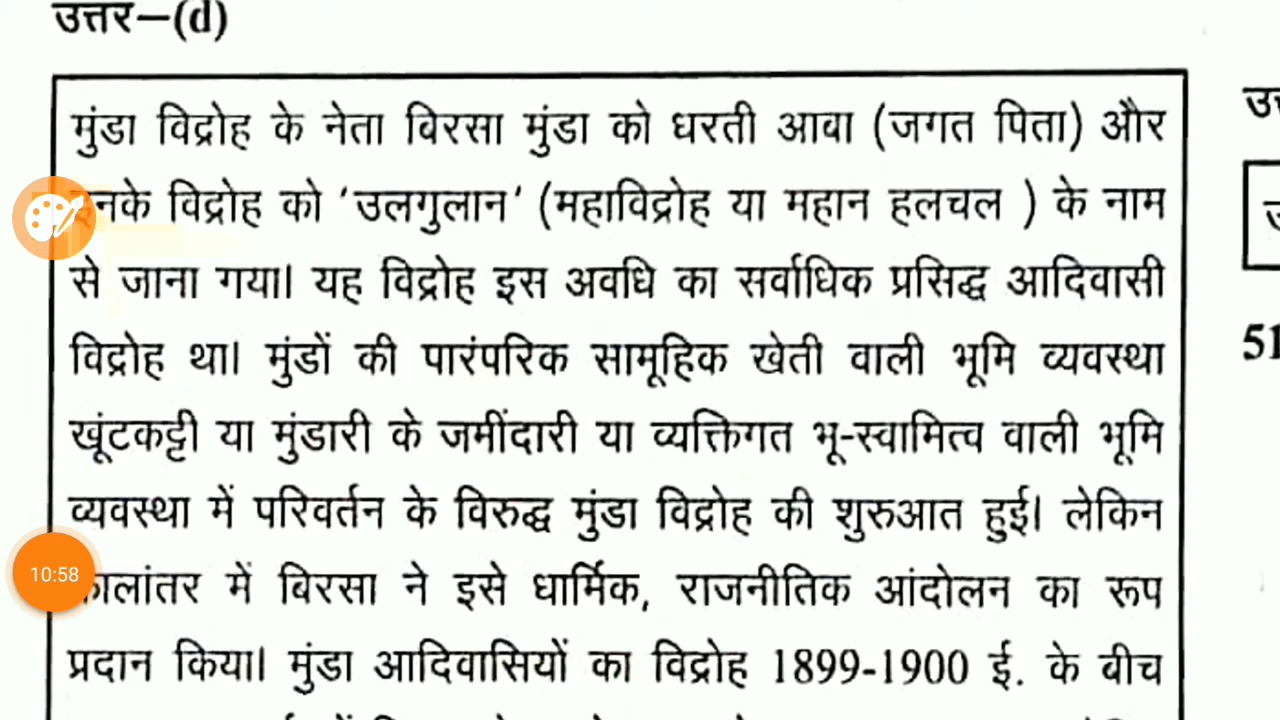 उत्तर–(d)
मुंडा विद्रोह के नेता बिरसा मुंडा को धरती आवा (जगत पिता) और
विद्रोह को ‘उलगुलान’ (महाविद्रोह या महान हलचल ) के नाम
से जाना गया। यह विद्रोह इस अवधि का सर्वाधिक प्रसिद्ध आदिवासी
विद्रोह था। मुंडों की पारंपरिक सामूहिक खेती वाली भूमि व्यवस्था
खूंटकट्टी या मुंडारी के जमींदारी या व्यक्तिगत भू-स्वामित्व वाली भूमि
व्यवस्था में परिवर्तन के विरुद्ध मुंडा विद्रोह की शुरुआत हुई। लेकिन
कालांतर में बिरसा ने इसे धार्मिक, राजनीतिक आंदोलन का रूप
प्रदान किया। मुंडा आदिवासियों का विद्रोह 1899-1900 ई. के बीच
10:58
51